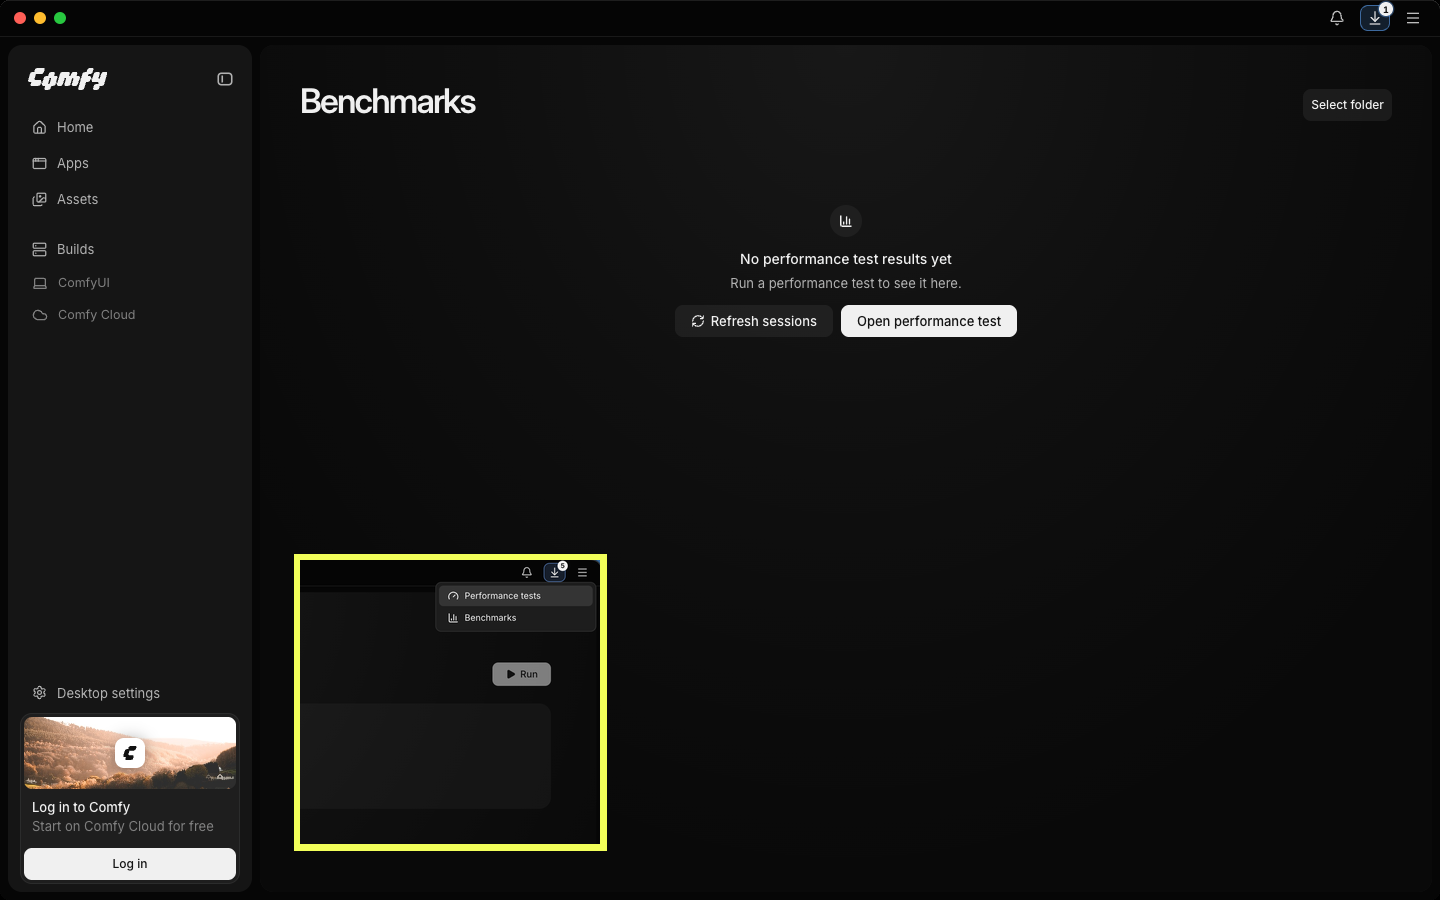 1
Comfy
Home
Apps
Assets
Builds
ComfyUI
Comfy Cloud
Desktop settings
Log in to Comfy
Start on Comfy Cloud for free
Log in
Benchmarks
Select folder
No performance test results yet
Run a performance test to see it here.
Refresh sessions
Open performance test
5
Performance tests
Benchmarks
Run